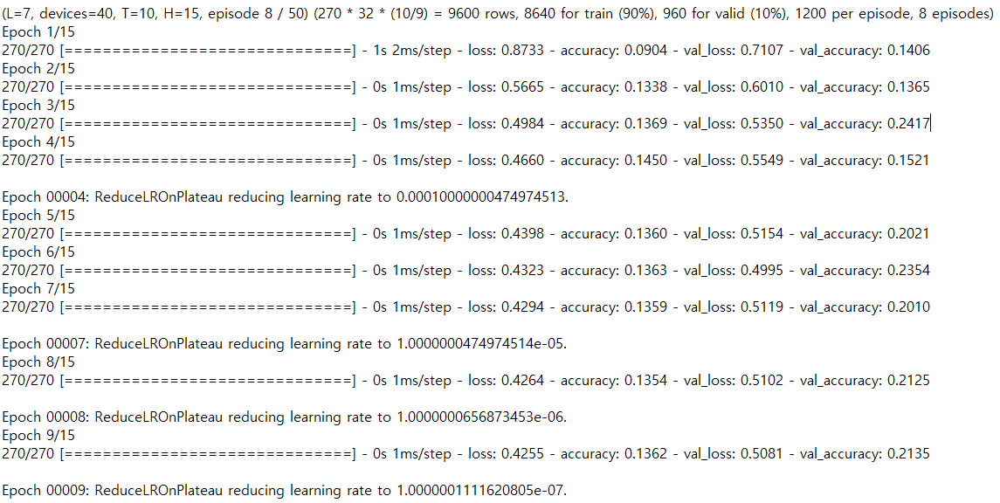 (L=7, devices=40, T=10, H=15, episode 8 / 50) (270 * 32 * (10/9) = 9600 rows, 8640 for train (90%), 960 for valid (10%), 1200 per episode, 8 episodes)
Epoch 1/15
270/270 [==============================] - 1s 2ms/step - loss: 0.8733 - accuracy: 0.0904 - val_loss: 0.7107 - val_accuracy: 0.1406
Epoch 2/15
270/270 [==============================] - 0s 1ms/step - loss: 0.5665 - accuracy: 0.1338 - val_loss: 0.6010 - val_accuracy: 0.1365
Epoch 3/15
270/270 [==============================] - 0s 1ms/step - loss: 0.4984 - accuracy: 0.1369 - val_loss: 0.5350 - val_accuracy: 0.2417
Epoch 4/15
270/270 [==============================] - 0s 1ms/step - loss: 0.4660 - accuracy: 0.1450 - val_loss: 0.5549 - val_accuracy: 0.1521
Epoch 00004: ReduceLROnPlateau reducing learning rate to 0.00010000000474974513.
Epoch 5/15
270/270 [==============================] - 0s 1ms/step - loss: 0.4398 - accuracy: 0.1360 - val_loss: 0.5154 - val_accuracy: 0.2021
Epoch 6/15
270/270 [==============================] - 0s 1ms/step - loss: 0.4323 - accuracy: 0.1363 - val_loss: 0.4995 - val_accuracy: 0.2354
Epoch 7/15
270/270 [==============================] - 0s 1ms/step - loss: 0.4294 - accuracy: 0.1359 - val_loss: 0.5119 - val_accuracy: 0.2010
Epoch 00007: ReduceLROnPlateau reducing learning rate to 1.0000000474974514e-05.
Epoch 8/15
270/270 [==============================] - 0s 1ms/step - loss: 0.4264 - accuracy: 0.1354 - val_loss: 0.5102 - val_accuracy: 0.2125
Epoch 00008: ReduceLROnPlateau reducing learning rate to 1.0000000656873453e-06.
Epoch 9/15
270/270 [==============================] - 0s 1ms/step - loss: 0.4255 - accuracy: 0.1362 - val_loss: 0.5081 - val_accuracy: 0.2135
Epoch 00009: ReduceLROnPlateau reducing learning rate to 1.0000001111620805e-07.